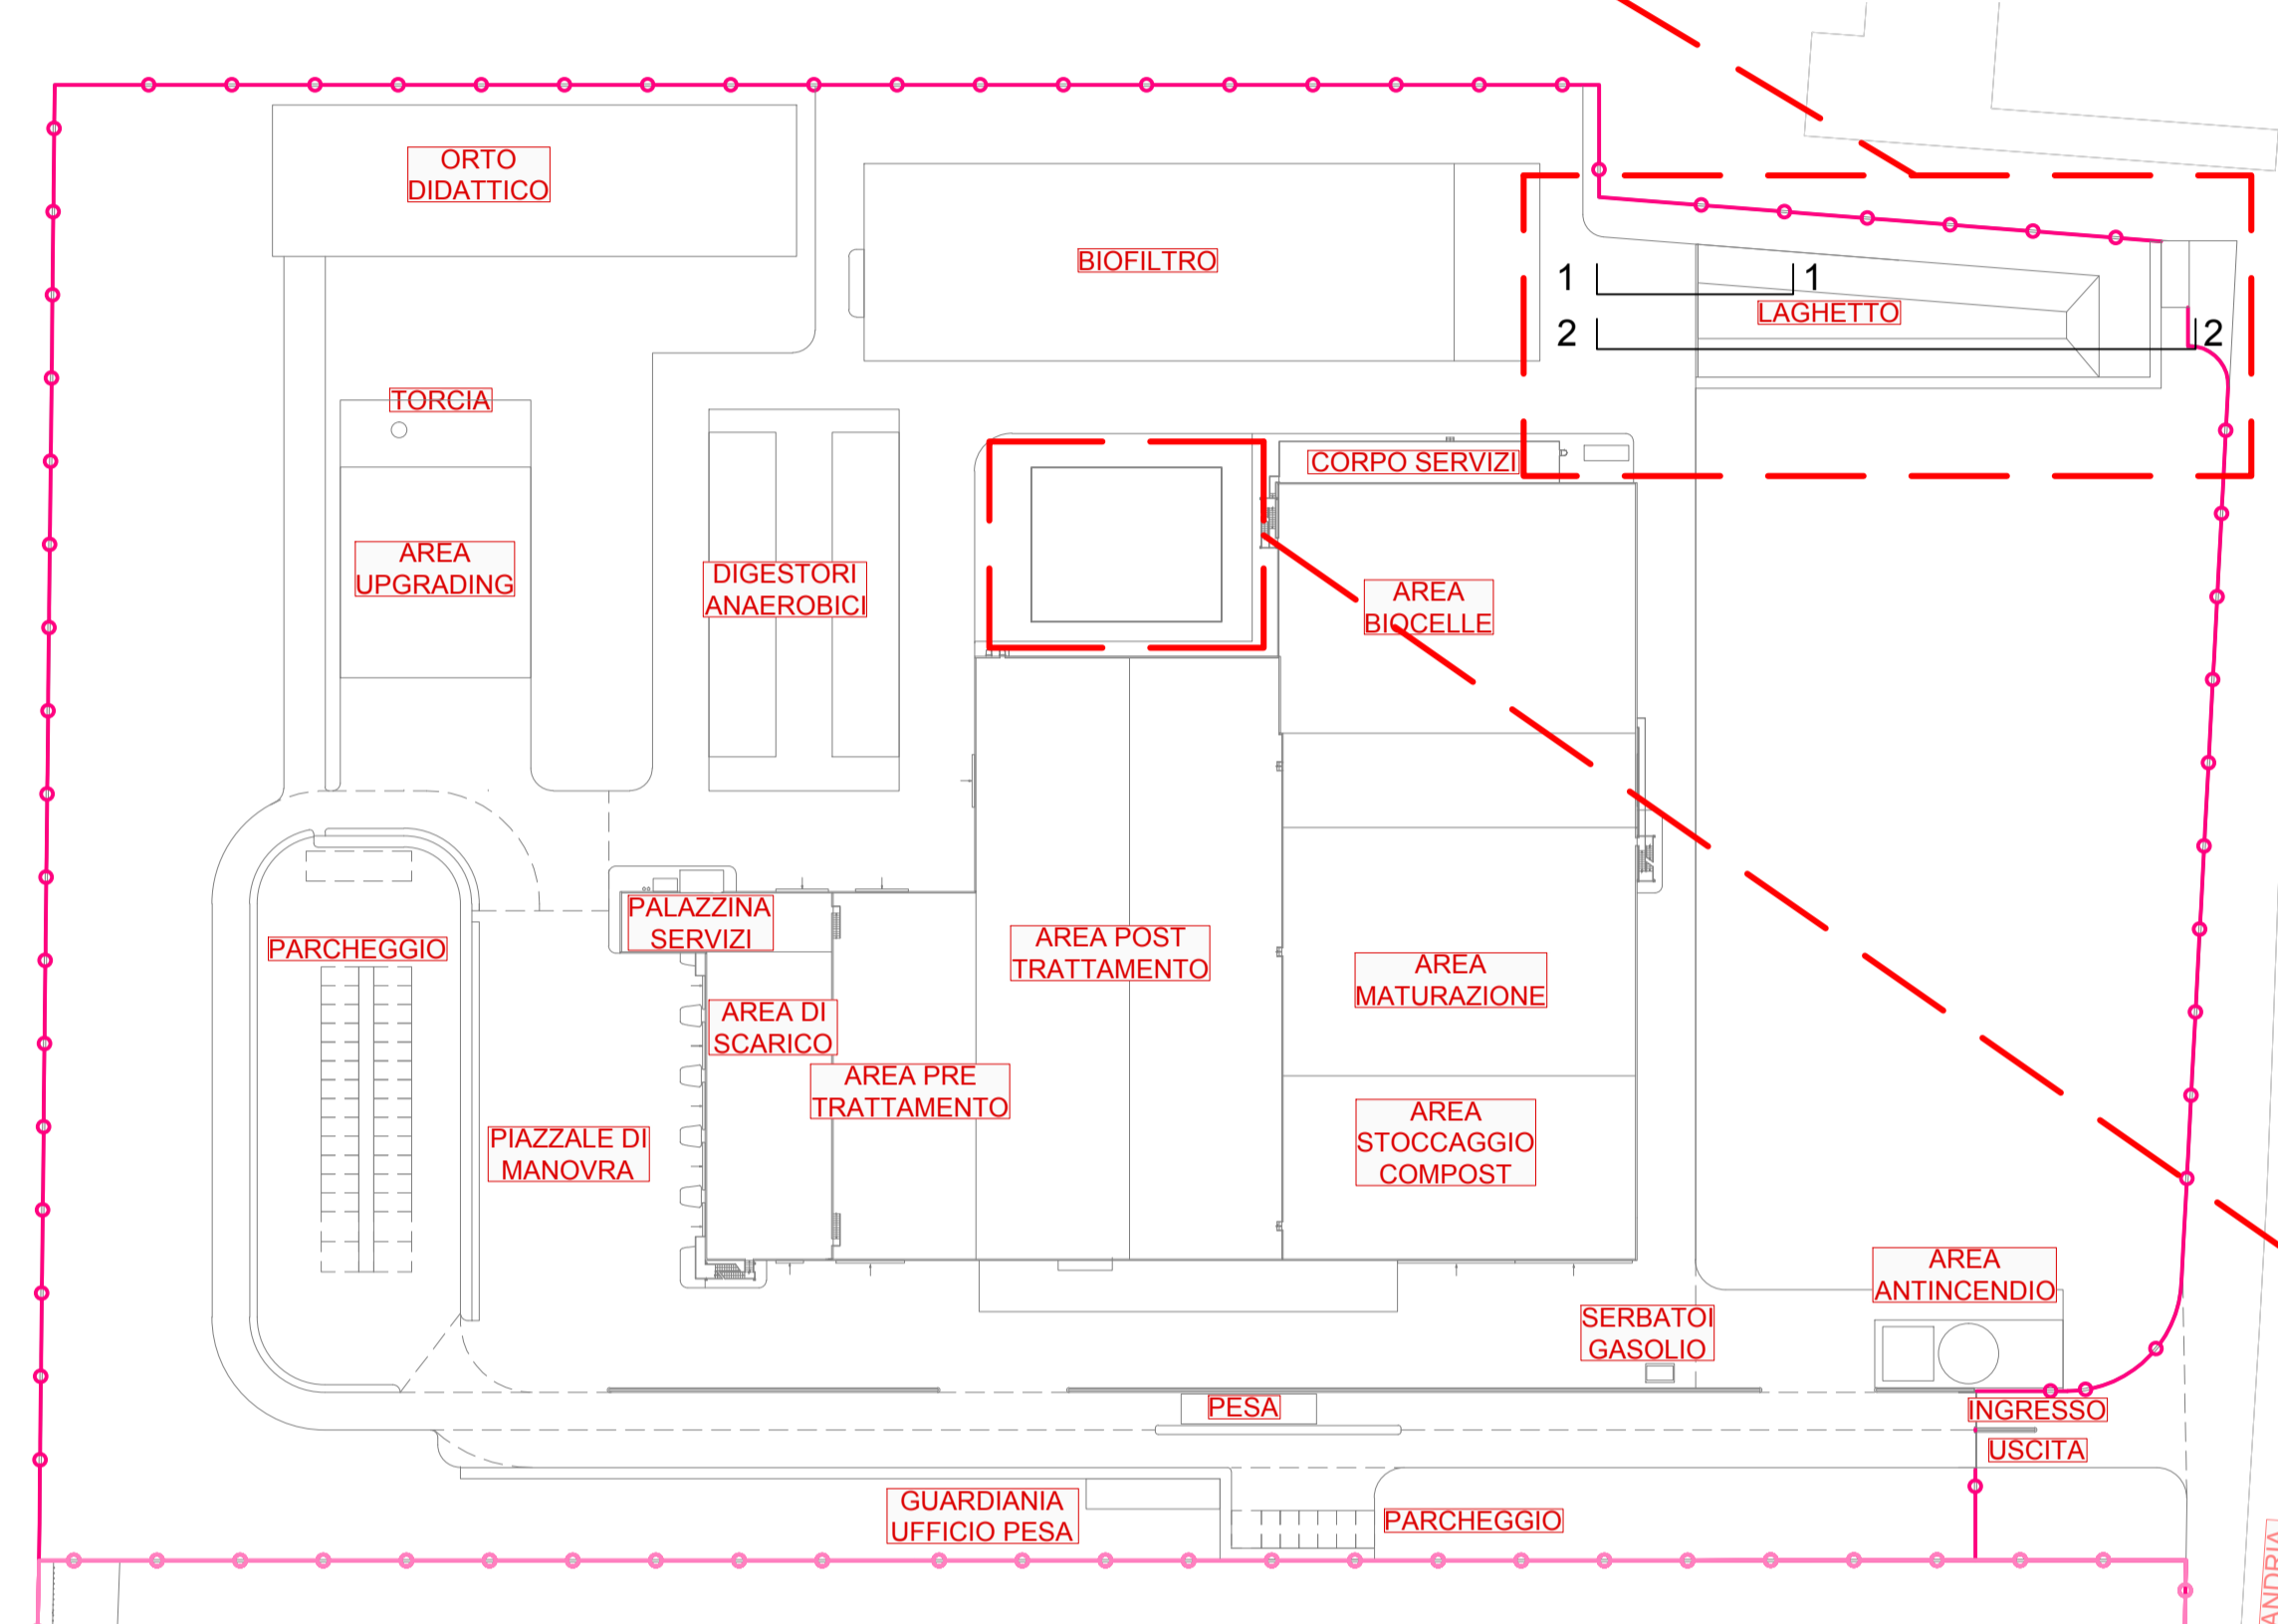 ORTO
DIDATTICO
BIOFILTRO
1
1
LAGHETTO
2
2
TORCIA
CORPO SERVIZI
AREA
UPGRADING
DIGESTORI
ANAEROBICI
AREA
BIOCELLE
PALAZZINA
SERVIZI
PARCHEGGIO
AREA POST
TRATTAMENTO
AREA
MATURAZIONE
AREA DI
SCARICO
AREA PRE
TRATTAMENTO
PIAZZALE DI
MANOVRA
AREA
STOCCAGGIO
COMPOST
AREA
ANTINCENDIO
SERBATOI
GASOLIO
PESA
INGRESSO
USCITA
GUARDIANIA
UFFICIO PESA
PARCHEGGIO
ANDRIA